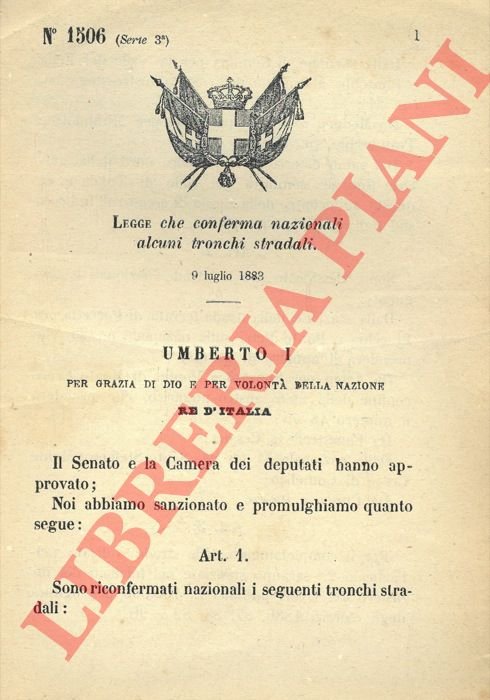 N° 1506 (Serie 3ª)
1
LEGGE che conferma nazionali
alcuni tronchi stradali.
9 luglio 1883
UMBERTO I
PER GRAZIA DI DIO E PER VOLONTÀ DELLA NAZIONE
RE D'ITALIA
Il Senato e la Camera dei deputati hanno ap-
provato;
Noi abbiamo sanzionato e promulghiamo quanto
segue:
Art. 1.
Sono riconfermati nazionali i seguenti tronchi stra-
dali:
LIBRERIA PIANI